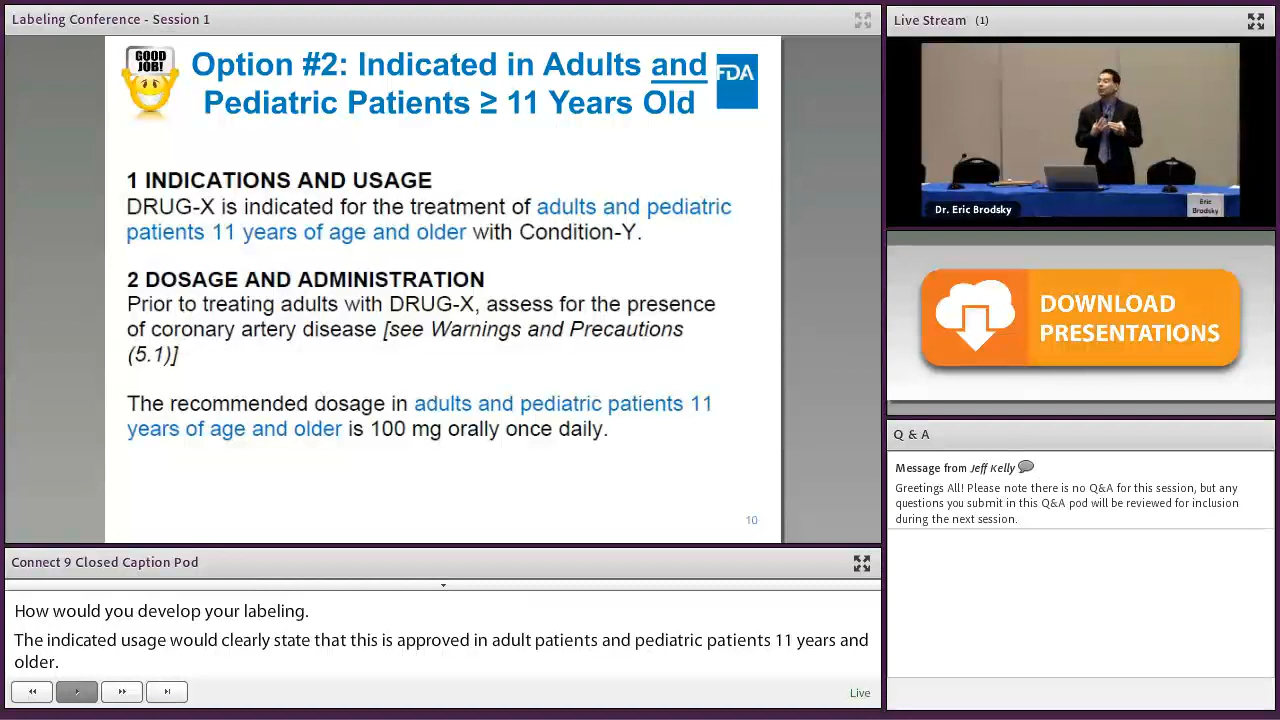 Labeling Conference - Session 1
GOOD
JOB!
Option #2: Indicated in Adults and
Pediatric Patients ≥ 11 Years Old
FDA
1 INDICATIONS AND USAGE
DRUG-X is indicated for the treatment of adults and pediatric
patients 11 years of age and older with Condition-Y.
2 DOSAGE AND ADMINISTRATION
Prior to treating adults with DRUG-X, assess for the presence
of coronary artery disease [see Warnings and Precautions
(5.1)]
The recommended dosage in adults and pediatric patients 11
years of age and older is 100 mg orally once daily.
10
Connect 9 Closed Caption Pod
How would you develop your labeling.
The indicated usage would clearly state that this is approved in adult patients and pediatric patients 11 years and
older.
Live
Live Stream (1)
Dr. Eric Brodsky
Eric
Brodsky
DOWNLOAD
PRESENTATIONS
Q & A
Message from Jeff Kelly
Greetings All! Please note there is no Q&A for this session, but any
questions you submit in this Q&A pod will be reviewed for inclusion
during the next session.